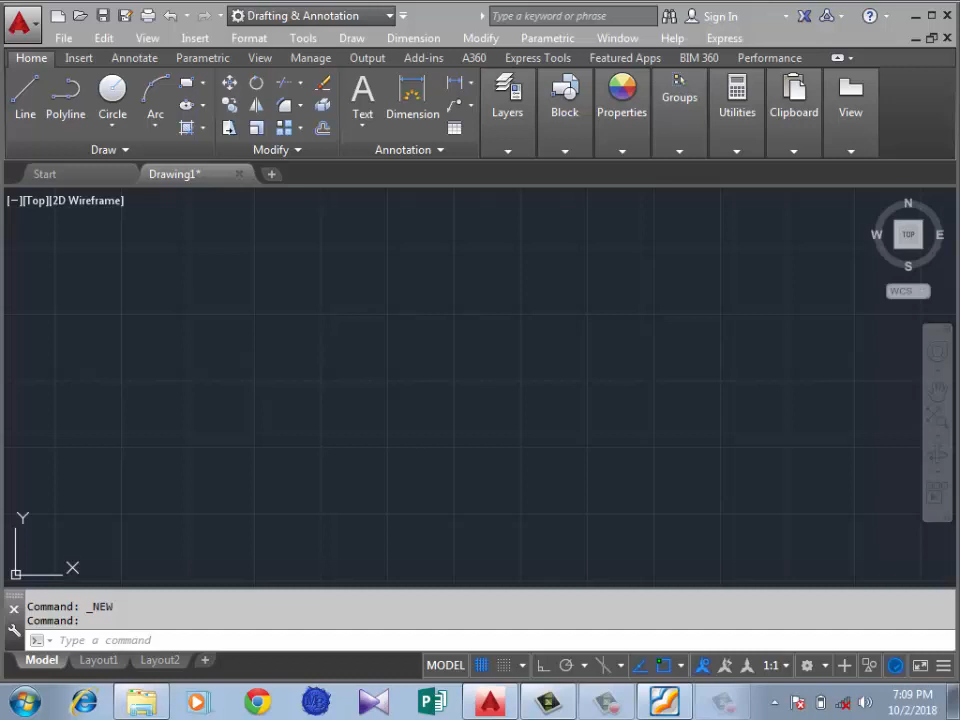 Drafting & Annotation
Type a keyword or phrase
Sign In
File Edit View Insert Format Tools Draw Dimension Modify Parametric Window Help Express
Home Insert Annotate Parametric View Manage Output Add-ins A360 Express Tools Featured Apps BIM 360 Performance
Line Polyline Circle Arc Text Dimension Layers Block Properties Groups Utilities Clipboard View
Draw Modify Annotation
Start Drawing1*
[−][Top][2D Wireframe]
N
W TOP E
S
WCS
Y
X
Command: _NEW
Command:
Type a command
Model Layout1 Layout2 + MODEL 1:1
7:09 PM
10/2/2018